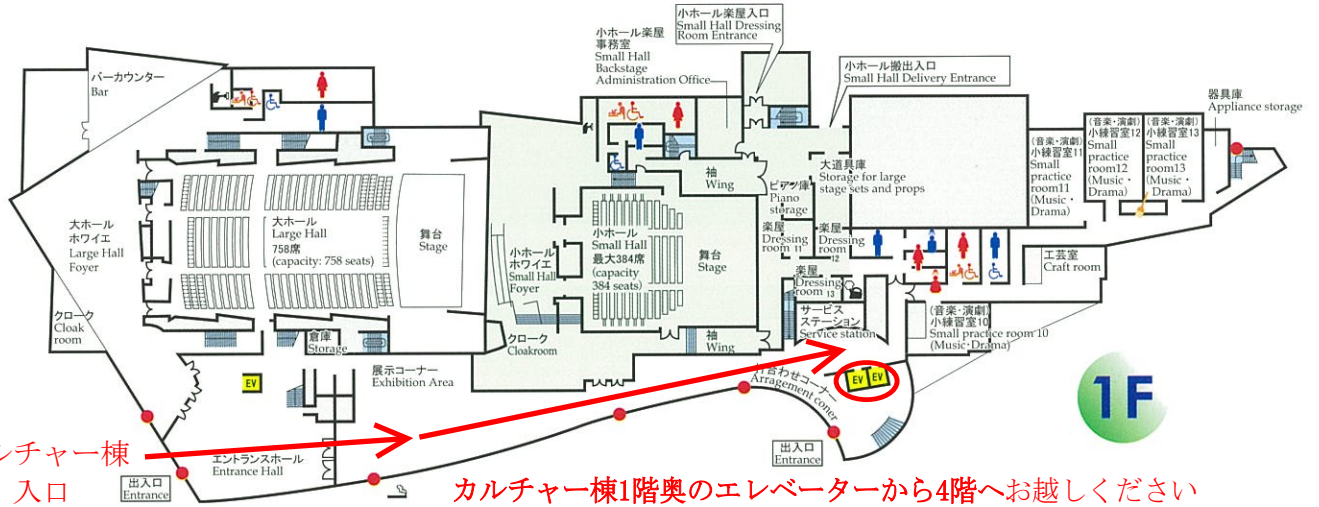 小ホール楽屋入口
Small Hall Dressing
Room Entrance
小ホール楽屋
事務室
Small Hall
Backstage
Administration Office
小ホール搬出入口
Small Hall Delivery Entrance
バーカウンター
Bar
器具庫
Appliance storage
(音楽・演劇)
小練習室11
Small
practice
room11
(Music・
Drama)
(音楽・演劇)
小練習室12
Small
practice
room12
(Music・
Drama)
(音楽・演劇)
小練習室13
Small
practice
room13
(Music・
Drama)
袖
Wing
大道具庫
Storage for large
stage sets and props
ピアノ庫
Piano
storage
大ホール
ホワイエ
Large Hall
Foyer
大ホール
Large Hall
758席
(capacity: 758 seats)
舞台
Stage
小ホール
ホワイエ
Small Hall
Foyer
小ホール
Small Hall
最大384席
(capacity
384 seats)
舞台
Stage
楽屋
Dressing
room 11
楽屋
Dressing
room
12
楽屋
Dressing
room 13
工芸室
Craft room
クローク
Cloak
room
倉庫
Storage
クローク
Cloakroom
袖
Wing
サービス
ステーション
Service station
(音楽・演劇)
小練習室10
Small practice room 10
(Music・Drama)
展示コーナー
Exhibition Area
EV
EV
EV
合わせコーナー
Arragement coner
1F
ルチャー棟
入口
エントランスホール
Entrance Hall
出入口
Entrance
出入口
Entrance
カルチャー棟1階奥のエレベーターから4階へお越しください